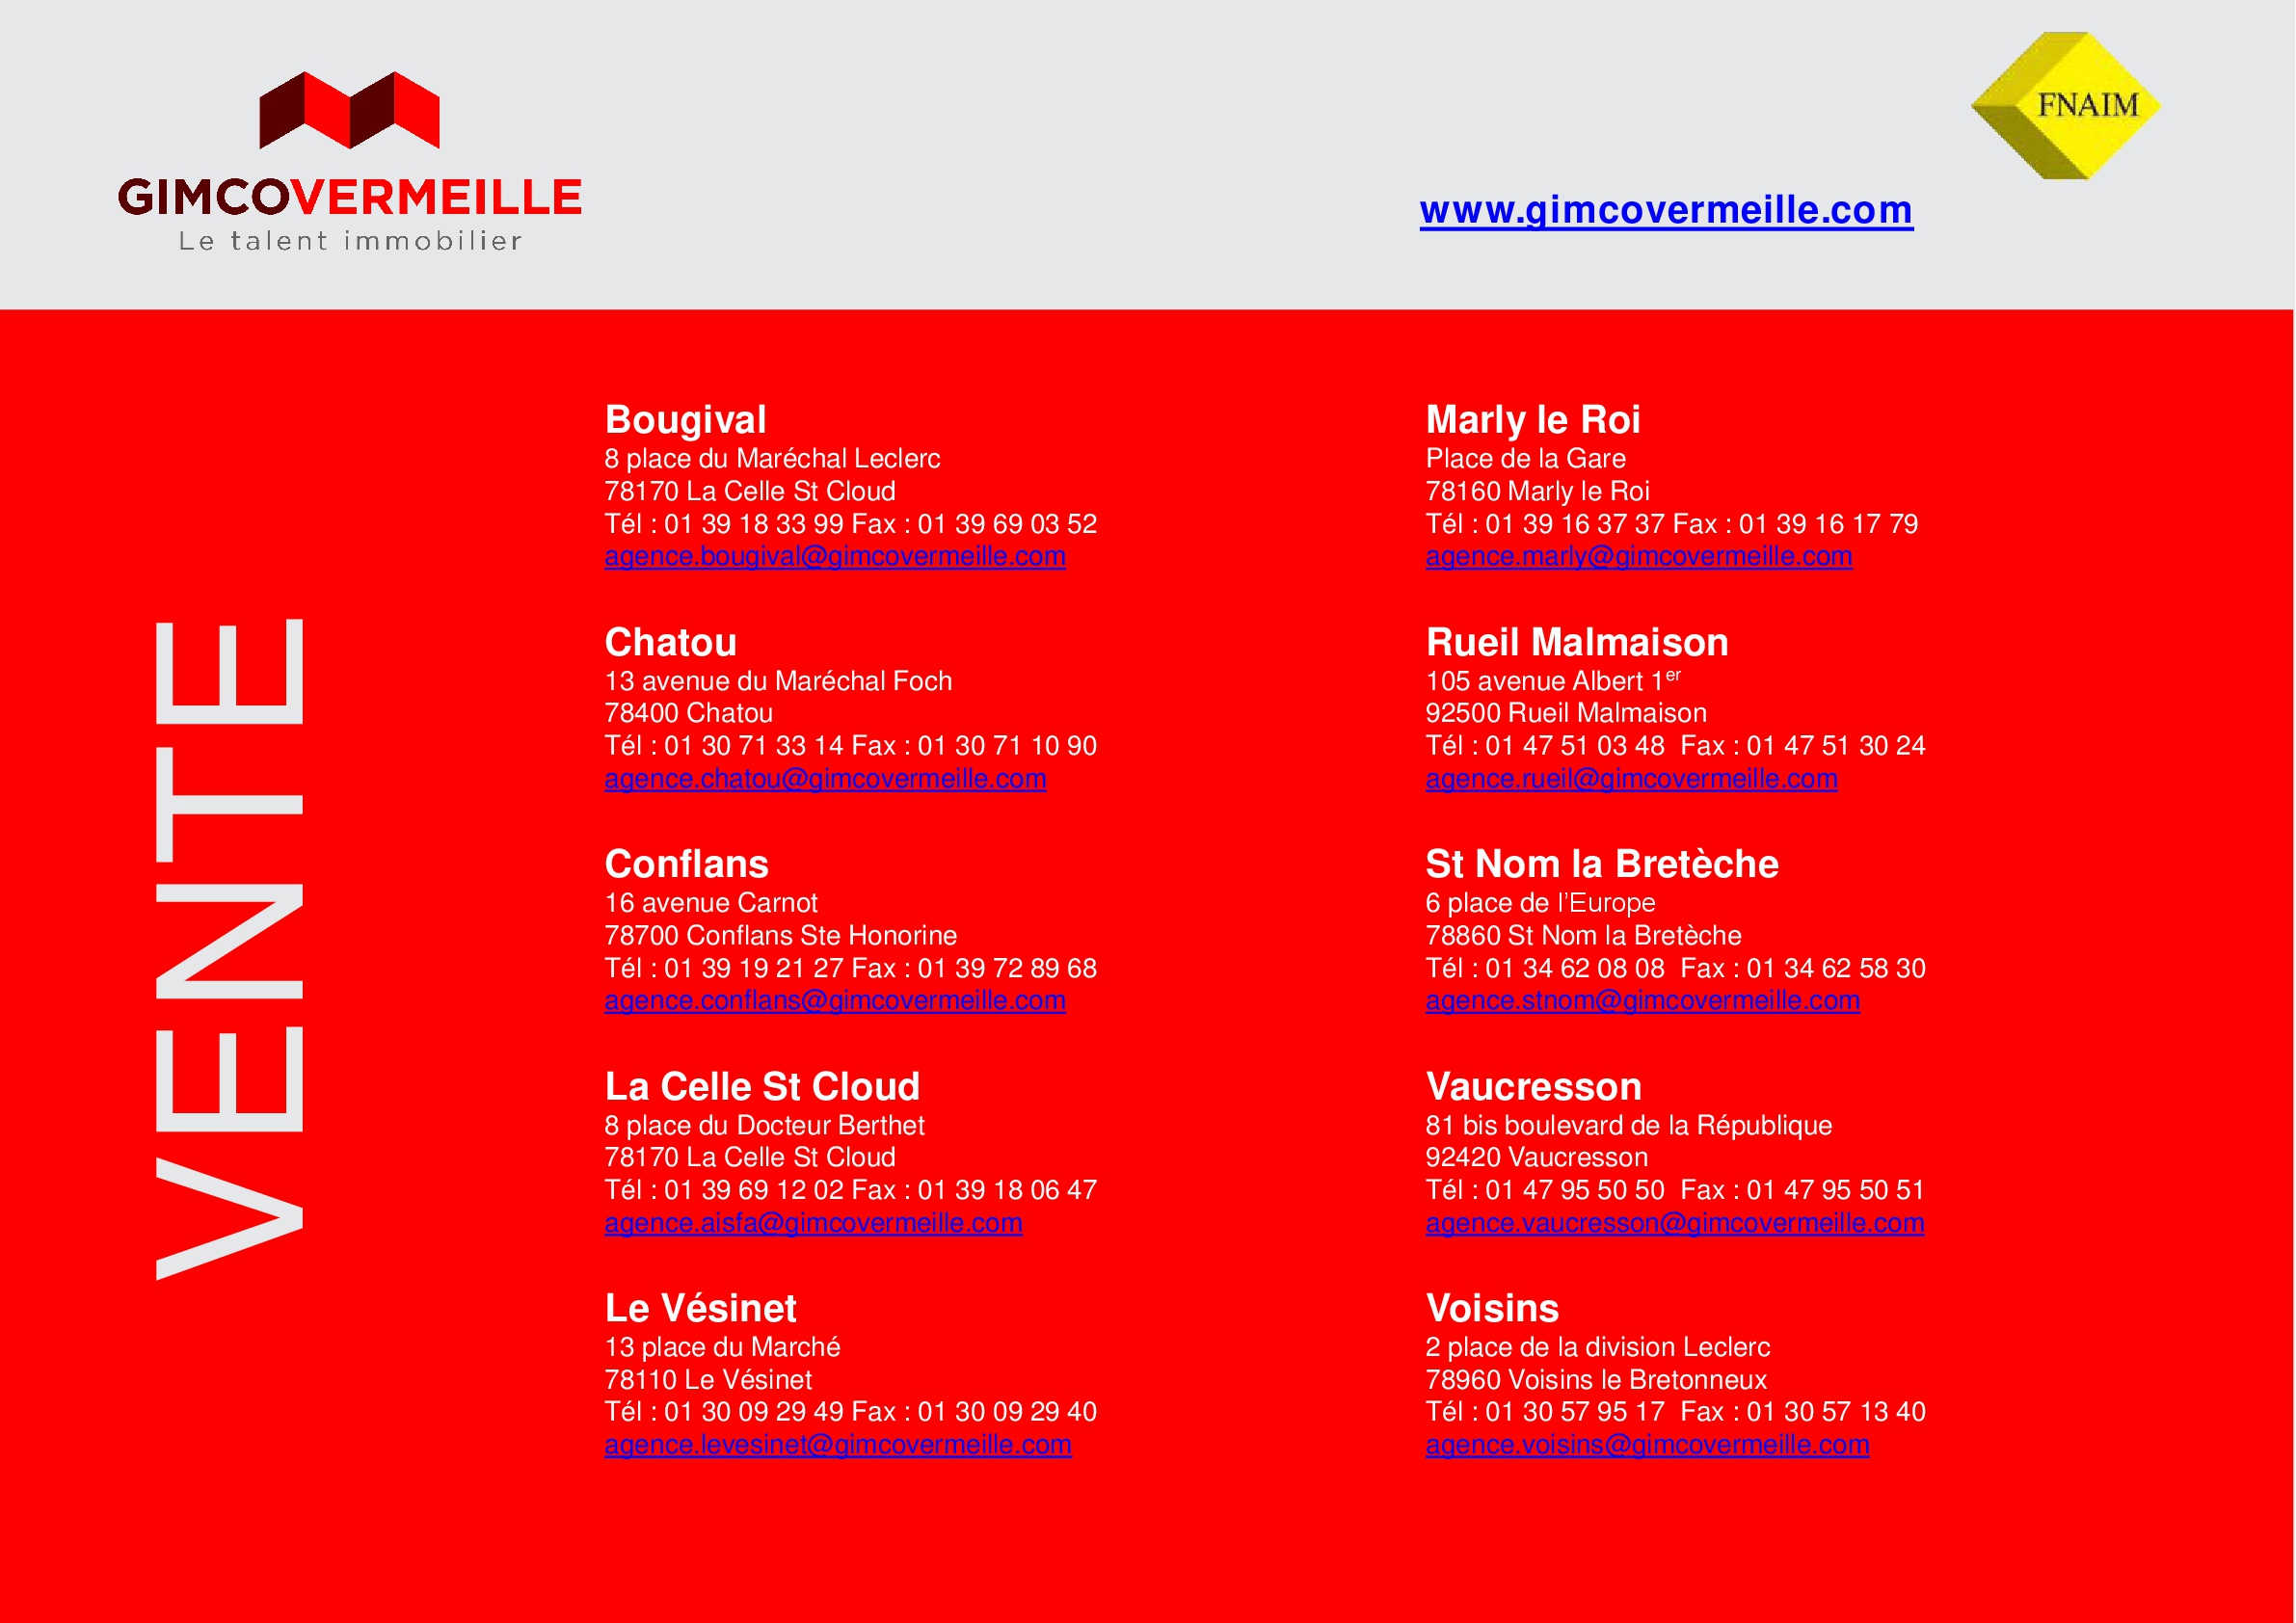 GIMCOVERMEILLE
Le talent immobilier
www.gimcovermeille.com
FNAIM
VENTE
Bougival
8 place du Maréchal Leclerc
78170 La Celle St Cloud
Tél : 01 39 18 33 99 Fax : 01 39 69 03 52
agence.bougival@gimcovermeille.com
Chatou
13 avenue du Maréchal Foch
78400 Chatou
Tél : 01 30 71 33 14 Fax : 01 30 71 10 90
agence.chatou@gimcovermeille.com
Conflans
16 avenue Carnot
78700 Conflans Ste Honorine
Tél : 01 39 19 21 27 Fax : 01 39 72 89 68
agence.conflans@gimcovermeille.com
La Celle St Cloud
8 place du Docteur Berthet
78170 La Celle St Cloud
Tél : 01 39 69 12 02 Fax : 01 39 18 06 47
agence.aisfa@gimcovermeille.com
Le Vésinet
13 place du Marché
78110 Le Vésinet
Tél : 01 30 09 29 49 Fax : 01 30 09 29 40
agence.levesinet@gimcovermeille.com
Marly le Roi
Place de la Gare
78160 Marly le Roi
Tél : 01 39 16 37 37 Fax : 01 39 16 17 79
agence.marly@gimcovermeille.com
Rueil Malmaison
105 avenue Albert 1er
92500 Rueil Malmaison
Tél : 01 47 51 03 48  Fax : 01 47 51 30 24
agence.rueil@gimcovermeille.com
St Nom la Bretèche
6 place de l'Europe
78860 St Nom la Bretèche
Tél : 01 34 62 08 08  Fax : 01 34 62 58 30
agence.stnom@gimcovermeille.com
Vaucresson
81 bis boulevard de la République
92420 Vaucresson
Tél : 01 47 95 50 50  Fax : 01 47 95 50 51
agence.vaucresson@gimcovermeille.com
Voisins
2 place de la division Leclerc
78960 Voisins le Bretonneux
Tél : 01 30 57 95 17  Fax : 01 30 57 13 40
agence.voisins@gimcovermeille.com